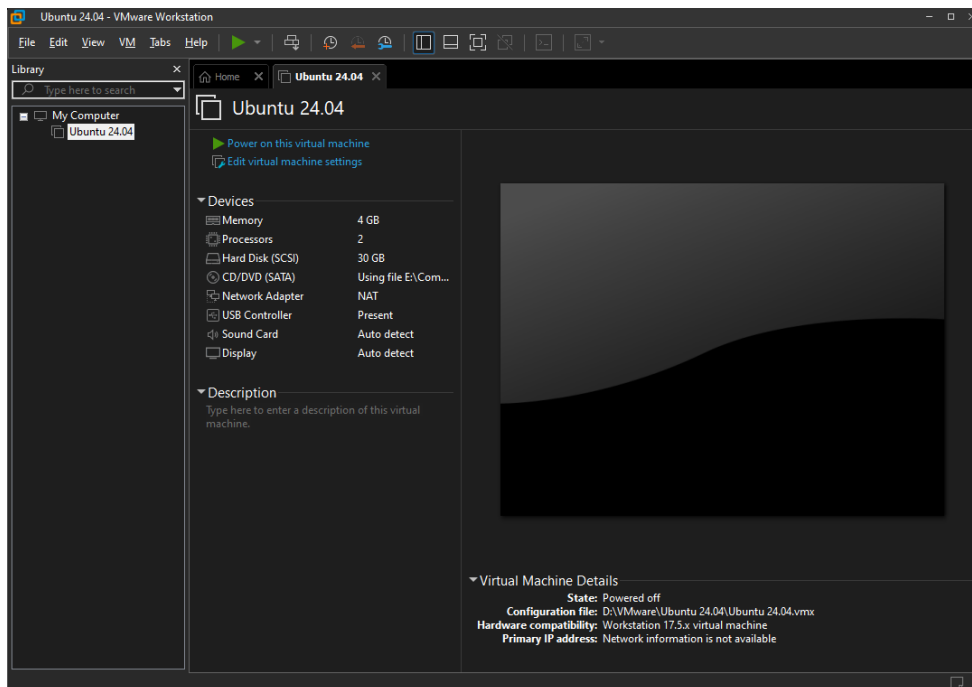 Ubuntu 24.04 - VMware Workstation
File Edit View VM Tabs Help
Library
Type here to search
My Computer
Ubuntu 24.04
Home
Ubuntu 24.04
Ubuntu 24.04
Power on this virtual machine
Edit virtual machine settings
Devices
Memory 4 GB
Processors 2
Hard Disk (SCSI) 30 GB
CD/DVD (SATA) Using file E:\Com...
Network Adapter NAT
USB Controller Present
Sound Card Auto detect
Display Auto detect
Description
Type here to enter a description of this virtual
machine.
Virtual Machine Details
State: Powered off
Configuration file: D:\VMware\Ubuntu 24.04\Ubuntu 24.04.vmx
Hardware compatibility: Workstation 17.5.x virtual machine
Primary IP address: Network information is not available